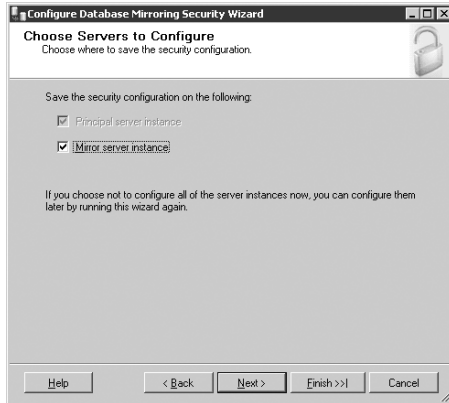 Configure Database Mirroring Security Wizard
Choose Servers to Configure
Choose where to save the security configuration.
Save the security configuration on the following:
Principal server instance
Mirror server instance
If you choose not to configure all of the server instances now, you can configure them
later by running this wizard again.
Help
< Back
Next >
Finish >>|
Cancel